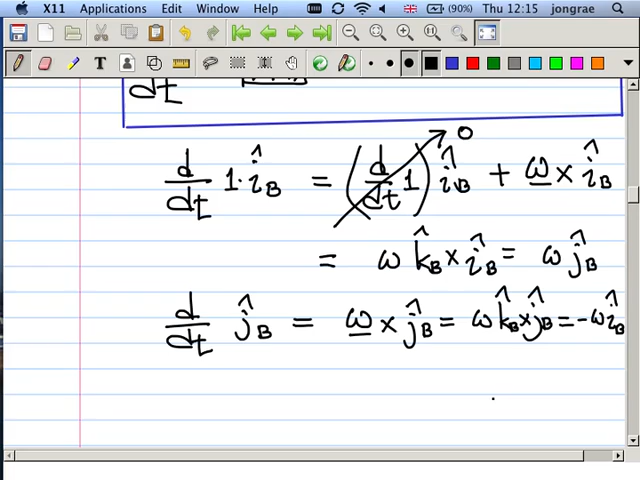 X11 Applications Edit Window Help (90%) Thu 12:15 jongrae
dt
d/dt 1·î_B = (d/dt 1) î_B + ω × î_B
0
= ω k̂_B × î_B = ω ĵ_B
d/dt ĵ_B = ω × ĵ_B = ω k̂_B × ĵ_B = -ω î_B